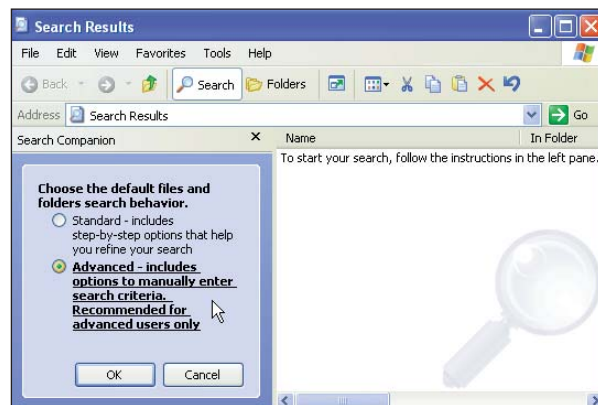 Search Results
File Edit View Favorites Tools Help
Back Search Folders
Address Search Results Go
Search Companion X Name In Folder
To start your search, follow the instructions in the left pane.
Choose the default files and
folders search behavior.
Standard - includes
step-by-step options that help
you refine your search
Advanced - includes
options to manually enter
search criteria.
Recommended for
advanced users only
OK Cancel